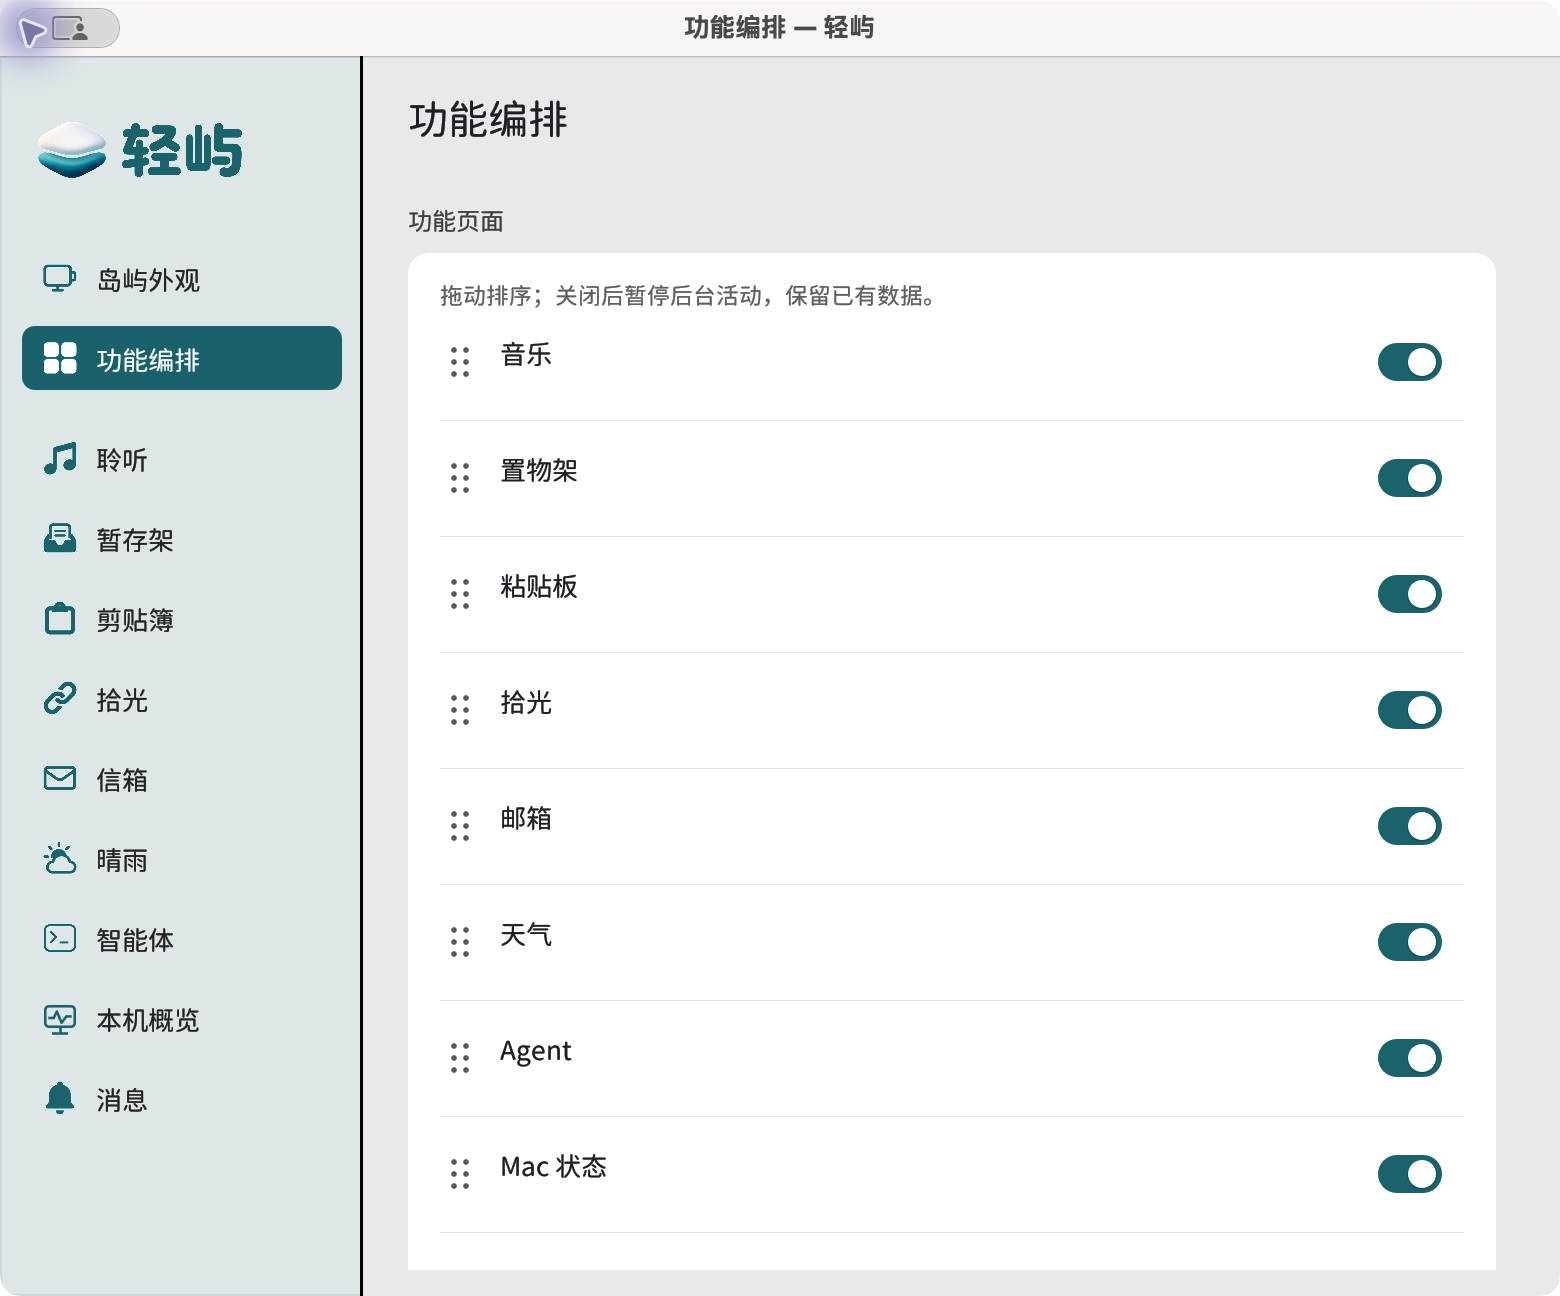 功能编排 — 轻屿
轻屿
岛屿外观
功能编排
聆听
暂存架
剪贴簿
拾光
信箱
晴雨
智能体
本机概览
消息
功能编排
功能页面
拖动排序；关闭后暂停后台活动，保留已有数据。
音乐
置物架
粘贴板
拾光
邮箱
天气
Agent
Mac 状态